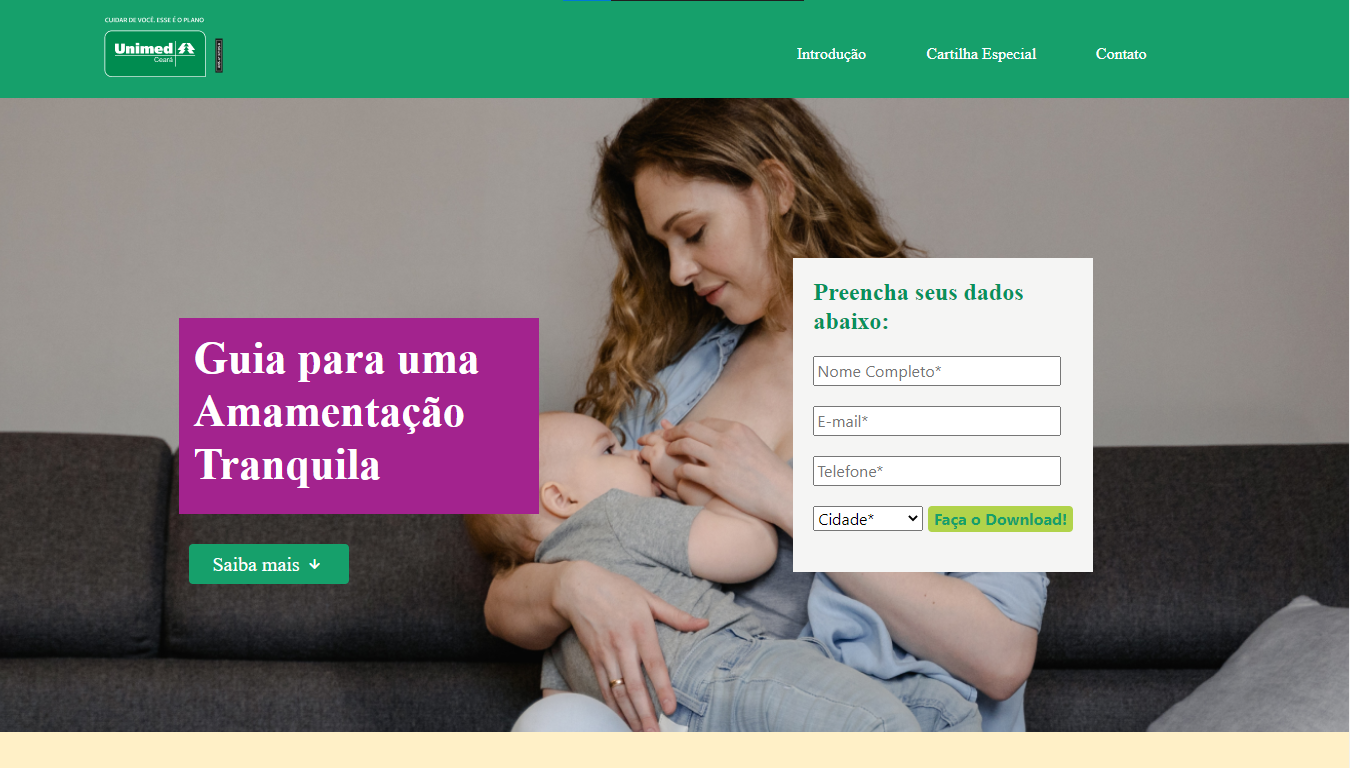 CUIDAR DE VOCÊ. ESSE É O PLANO
Unimed
Ceará
Introdução
Cartilha Especial
Contato
Guia para uma
Amamentação
Tranquila
Saiba mais
Preencha seus dados
abaixo:
Nome Completo*
E-mail*
Telefone*
Cidade*
Faça o Download!